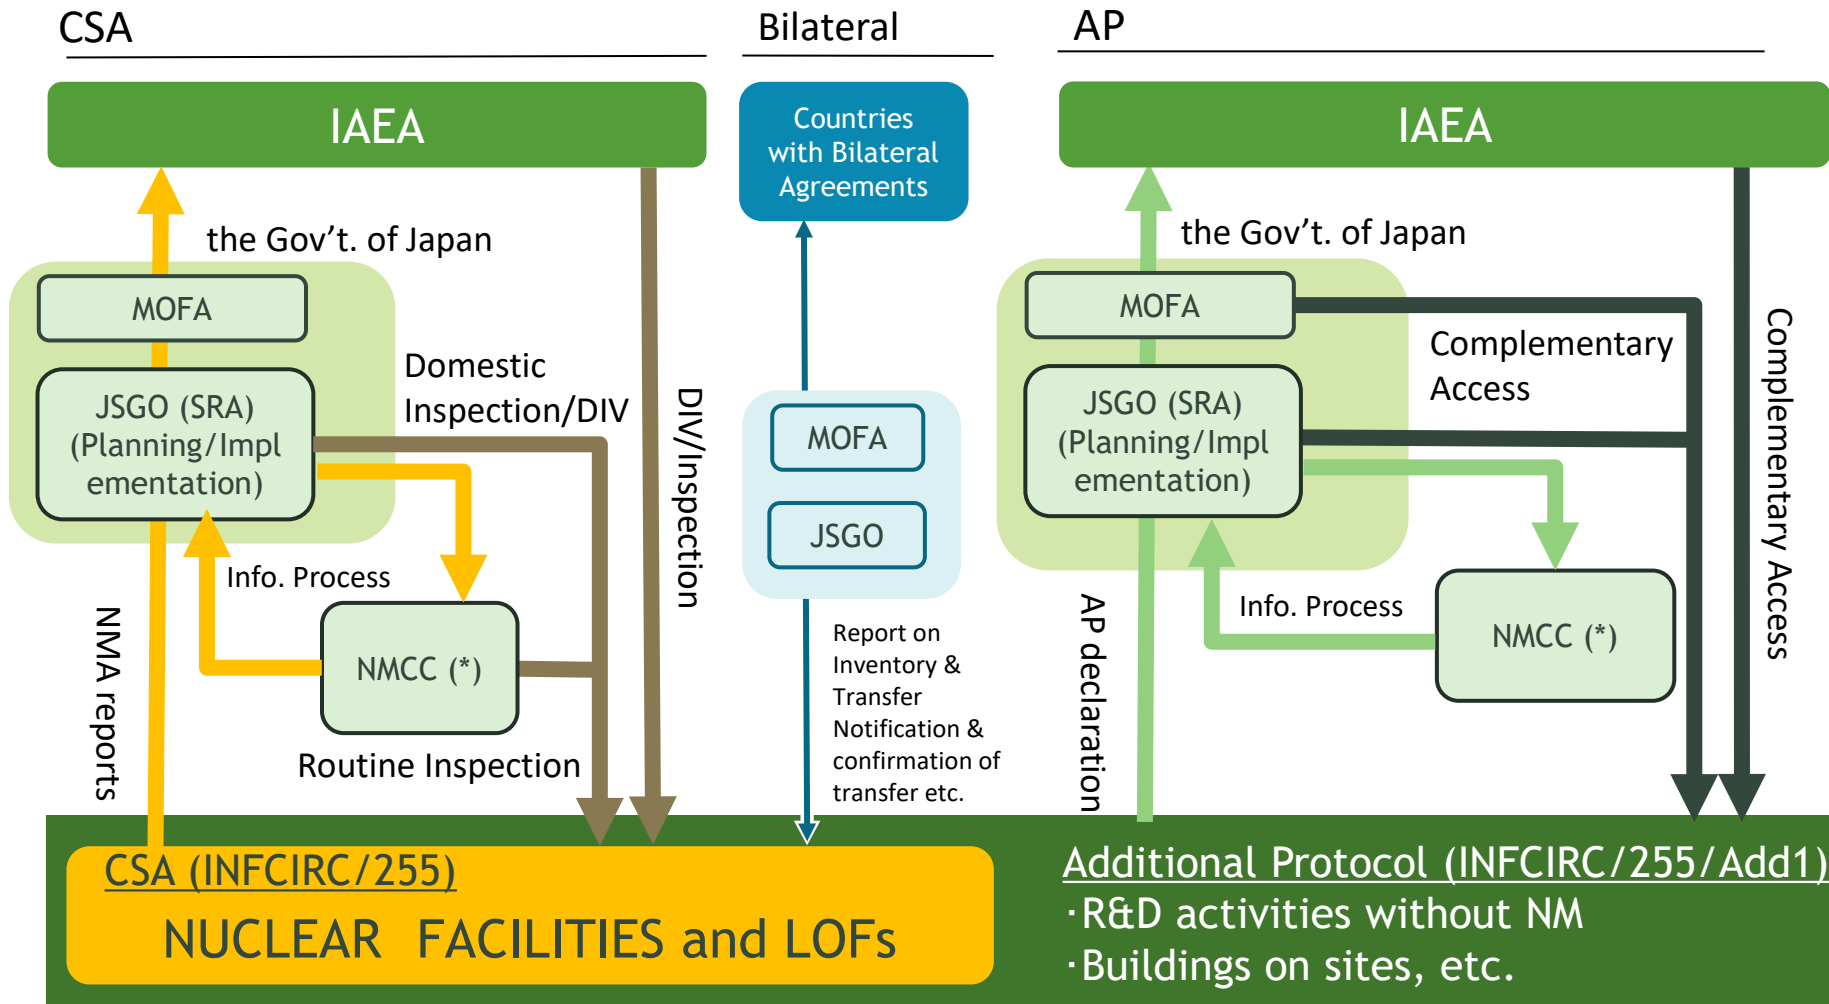 CSA
Bilateral
AP
IAEA
Countries
with Bilateral
Agreements
IAEA
the Gov’t. of Japan
MOFA
JSGO (SRA)
(Planning/Impl
ementation)
Domestic
Inspection/DIV
DIV/Inspection
Info. Process
NMCC (*)
NMA reports
Routine Inspection
MOFA
JSGO
Report on
Inventory &
Transfer
Notification &
confirmation of
transfer etc.
the Gov’t. of Japan
MOFA
JSGO (SRA)
(Planning/Impl
ementation)
Complementary
Access
Complementary Access
Info. Process
NMCC (*)
AP declaration
CSA (INFCIRC/255)
NUCLEAR FACILITIES and LOFs
Additional Protocol (INFCIRC/255/Add1)
·R&D activities without NM
·Buildings on sites, etc.